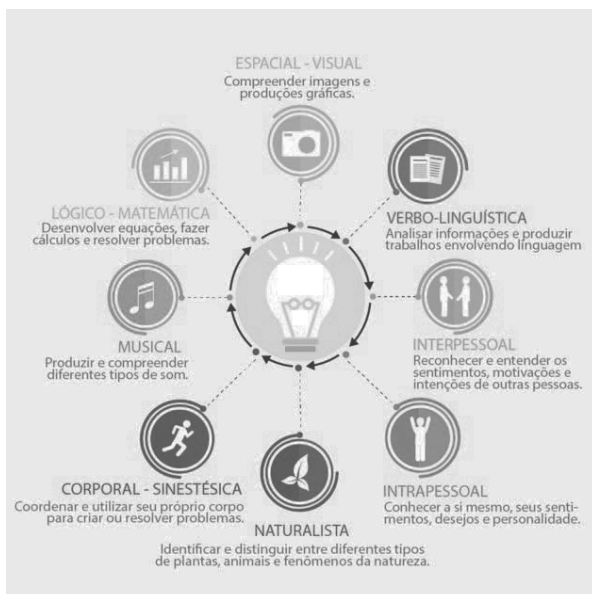 ESPACIAL - VISUAL
Compreender imagens e
produções gráficas.
VERBO-LINGUÍSTICA
Analisar informações e produzir
trabalhos envolvendo linguagem
INTERPESSOAL
Reconhecer e entender os
sentimentos, motivações e
intenções de outras pessoas.
INTRAPESSOAL
Conhecer a si mesmo, seus senti-
mentos, desejos e personalidade.
NATURALISTA
Identificar e distinguir entre diferentes tipos
de plantas, animais e fenômenos da natureza.
CORPORAL - SINESTÉSICA
Coordenar e utilizar seu próprio corpo
para criar ou resolver problemas.
MUSICAL
Produzir e compreender
diferentes tipos de som.
LÓGICO - MATEMÁTICA
Desenvolver equações, fazer
cálculos e resolver problemas.